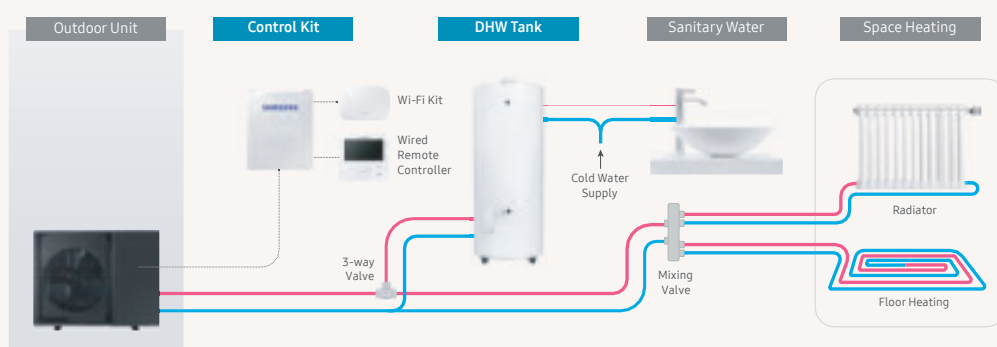 Outdoor Unit
Control Kit
DHW Tank
Sanitary Water
Space Heating
SAMSUNG
Wi-Fi Kit
Wired
Remote
Controller
Cold Water
Supply
Radiator
3-way
Valve
Mixing
Valve
Floor Heating